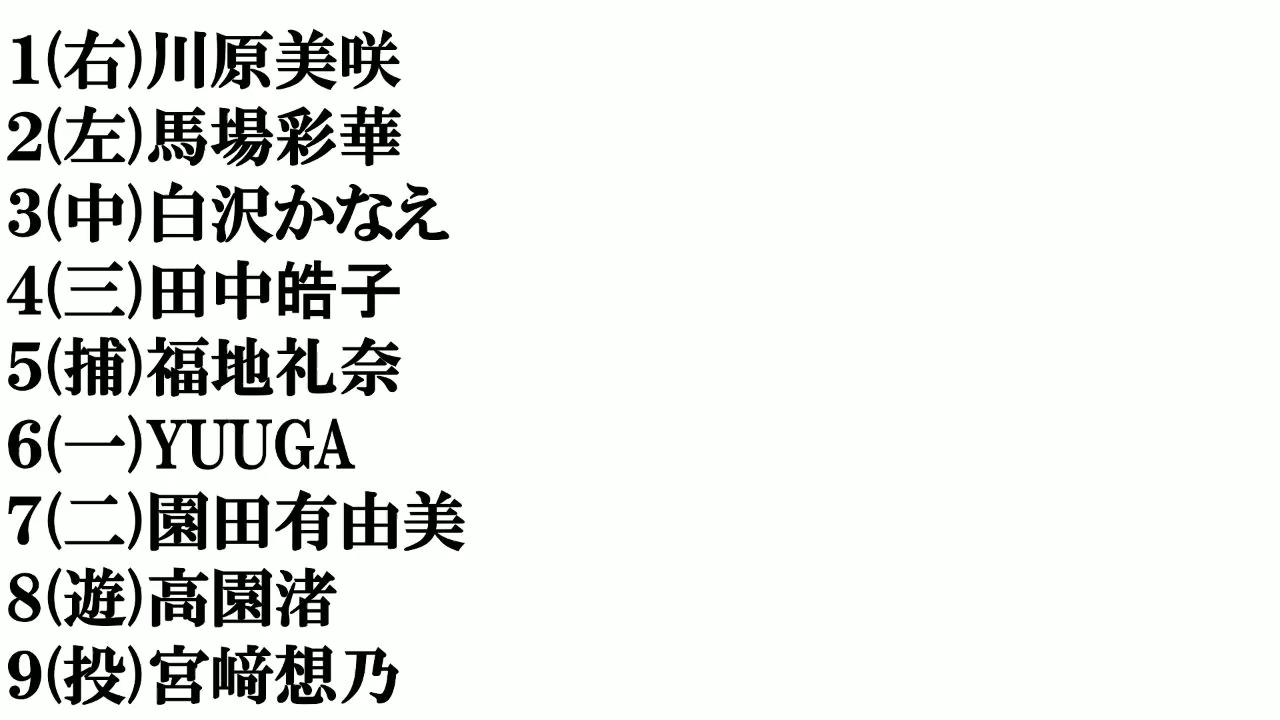 1(右)川原美咲
2(左)馬場彩華
3(中)白沢かなえ
4(三)田中皓子
5(捕)福地礼奈
6(一)YUUGA
7(二)園田有由美
8(遊)高園渚
9(投)宮﨑想乃